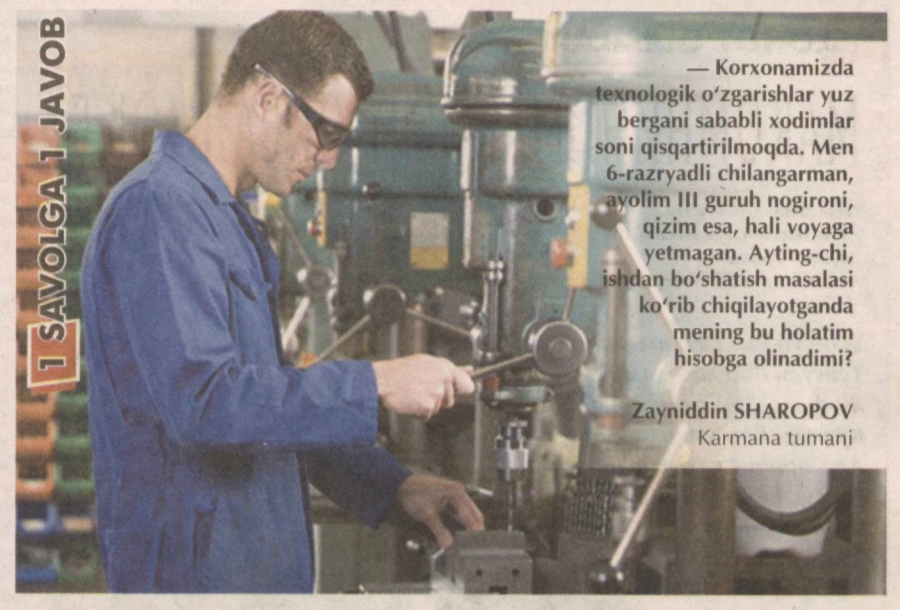 1 SAVOLGA 1 JAVOB
— Korxonamizda
texnologik o‘zgarishlar yuz
bergani sababli xodimlar
soni qisqartirilmoqda. Men
6-razryadli chilangarman,
ayolim III guruh nogironi,
qizim esa, hali voyaga
yetmagan. Ayting-chi,
ishdan bo‘shatish masalasi
ko‘rib chiqilayotganda
mening bu holatim
hisobga olinadimi?
Zayniddin SHAROPOV
Karmana tumani